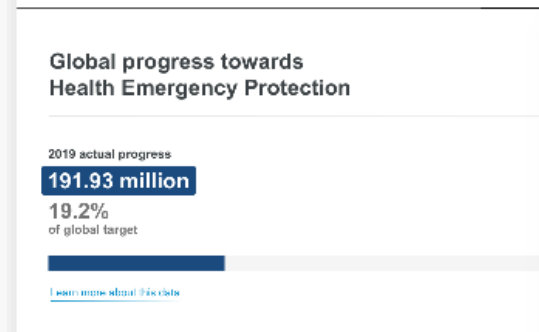 Global progress towards
Health Emergency Protection
2019 actual progress
191.93 million
19.2%
of global target
Learn more about this data